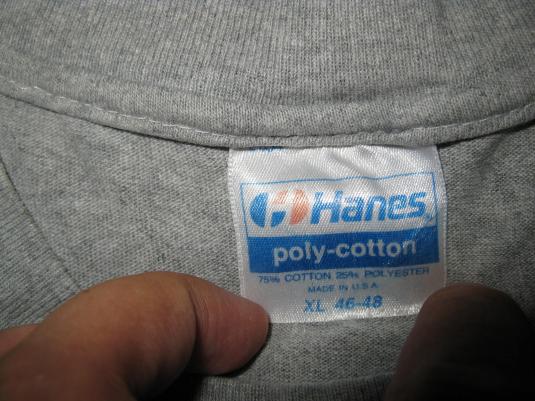 Hanes
poly-cotton
75% COTTON 25% POLYESTER
MADE IN U.S.A.
XL 46-48